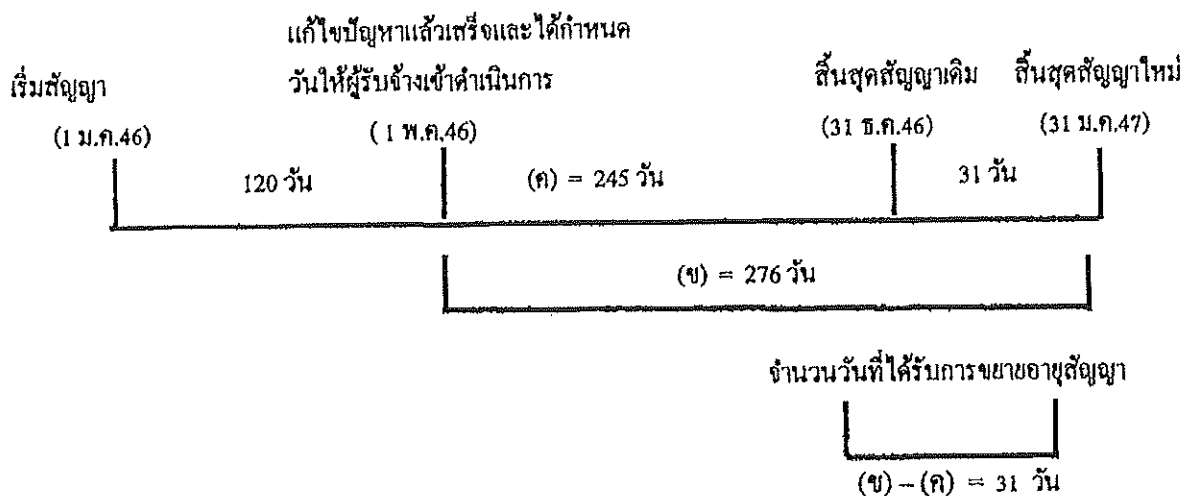 แก้ไขปัญหาแล้วเสร็จและได้กำหนด
เริ่มสัญญา วันให้ผู้รับจ้างเข้าดำเนินการ สิ้นสุดสัญญาเดิม สิ้นสุดสัญญาใหม่
(1 ม.ค.46) ( 1 พ.ค.46) (31 ธ.ค.46) (31 ม.ค.47)
120 วัน (ค) = 245 วัน 31 วัน
(ข) = 276 วัน
จำนวนวันที่ได้รับการขยายอายุสัญญา
(ข) – (ค) = 31 วัน